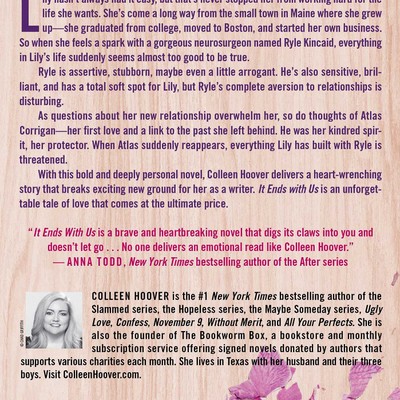 L
ily hasn't always had it easy, but that's never stopped her from working hard for the
life she wants. She's come a long way from the small town in Maine where she grew
up—she graduated from college, moved to Boston, and started her own business.
So when she feels a spark with a gorgeous neurosurgeon named Ryle Kincaid, everything
in Lily's life suddenly seems almost too good to be true.
Ryle is assertive, stubborn, maybe even a little arrogant. He's also sensitive, bril-
liant, and has a total soft spot for Lily, but Ryle's complete aversion to relationships is
disturbing.
As questions about her new relationship overwhelm her, so do thoughts of Atlas
Corrigan—her first love and a link to the past she left behind. He was her kindred spir-
it, her protector. When Atlas suddenly reappears, everything Lily has built with Ryle is
threatened.
With this bold and deeply personal novel, Colleen Hoover delivers a heart-wrenching
story that breaks exciting new ground for her as a writer. It Ends with Us is an unforget-
table tale of love that comes at the ultimate price.
"It Ends With Us is a brave and heartbreaking novel that digs its claws into you and
doesn't let go . . . No one delivers an emotional read like Colleen Hoover."
— ANNA TODD, New York Times bestselling author of the After series
COLLEEN HOOVER is the #1 New York Times bestselling author of the
Slammed series, the Hopeless series, the Maybe Someday series, Ugly
Love, Confess, November 9, Without Merit, and All Your Perfects. She is
also the founder of The Bookworm Box, a bookstore and monthly
subscription service offering signed novels donated by authors that
supports various charities each month. She lives in Texas with her husband and their three
boys. Visit ColleenHoover.com.